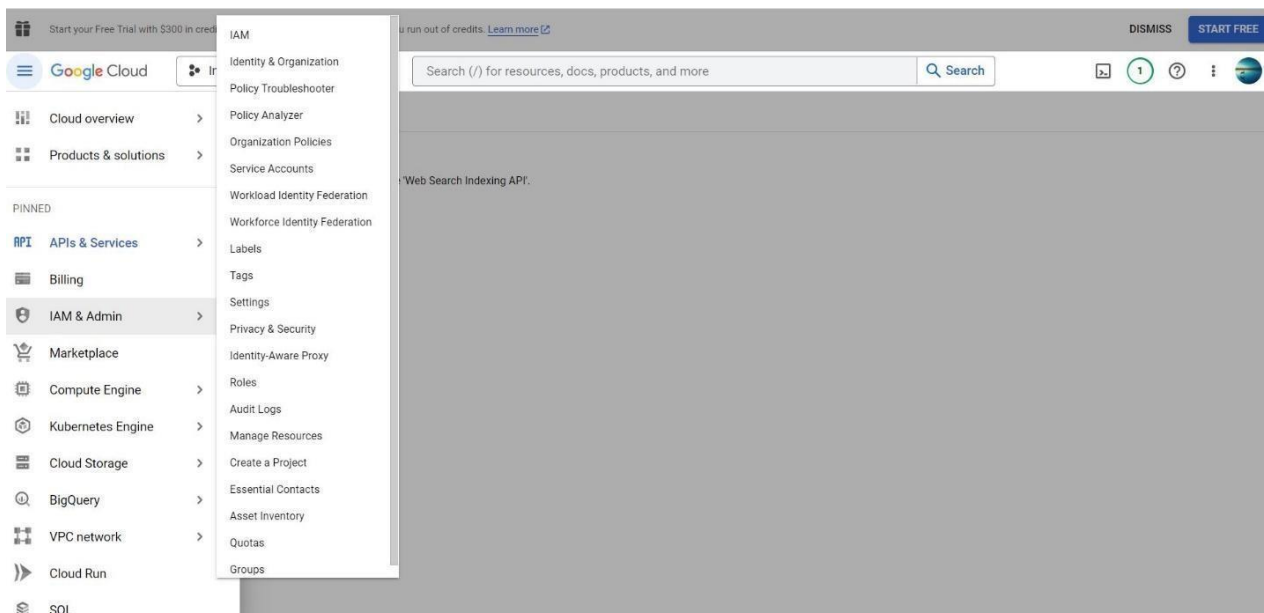 Start your Free Trial with $300 in credi
u run out of credits. Learn more
DISMISS
START FREE
Google Cloud
Search (/) for resources, docs, products, and more
Search
1
Cloud overview
Products & solutions
PINNED
API APIs & Services
Billing
IAM & Admin
Marketplace
Compute Engine
Kubernetes Engine
Cloud Storage
BigQuery
VPC network
Cloud Run
SQL
IAM
Identity & Organization
Policy Troubleshooter
Policy Analyzer
Organization Policies
Service Accounts
Workload Identity Federation
Workforce Identity Federation
Labels
Tags
Settings
Privacy & Security
Identity-Aware Proxy
Roles
Audit Logs
Manage Resources
Create a Project
Essential Contacts
Asset Inventory
Quotas
Groups
'Web Search Indexing API'.